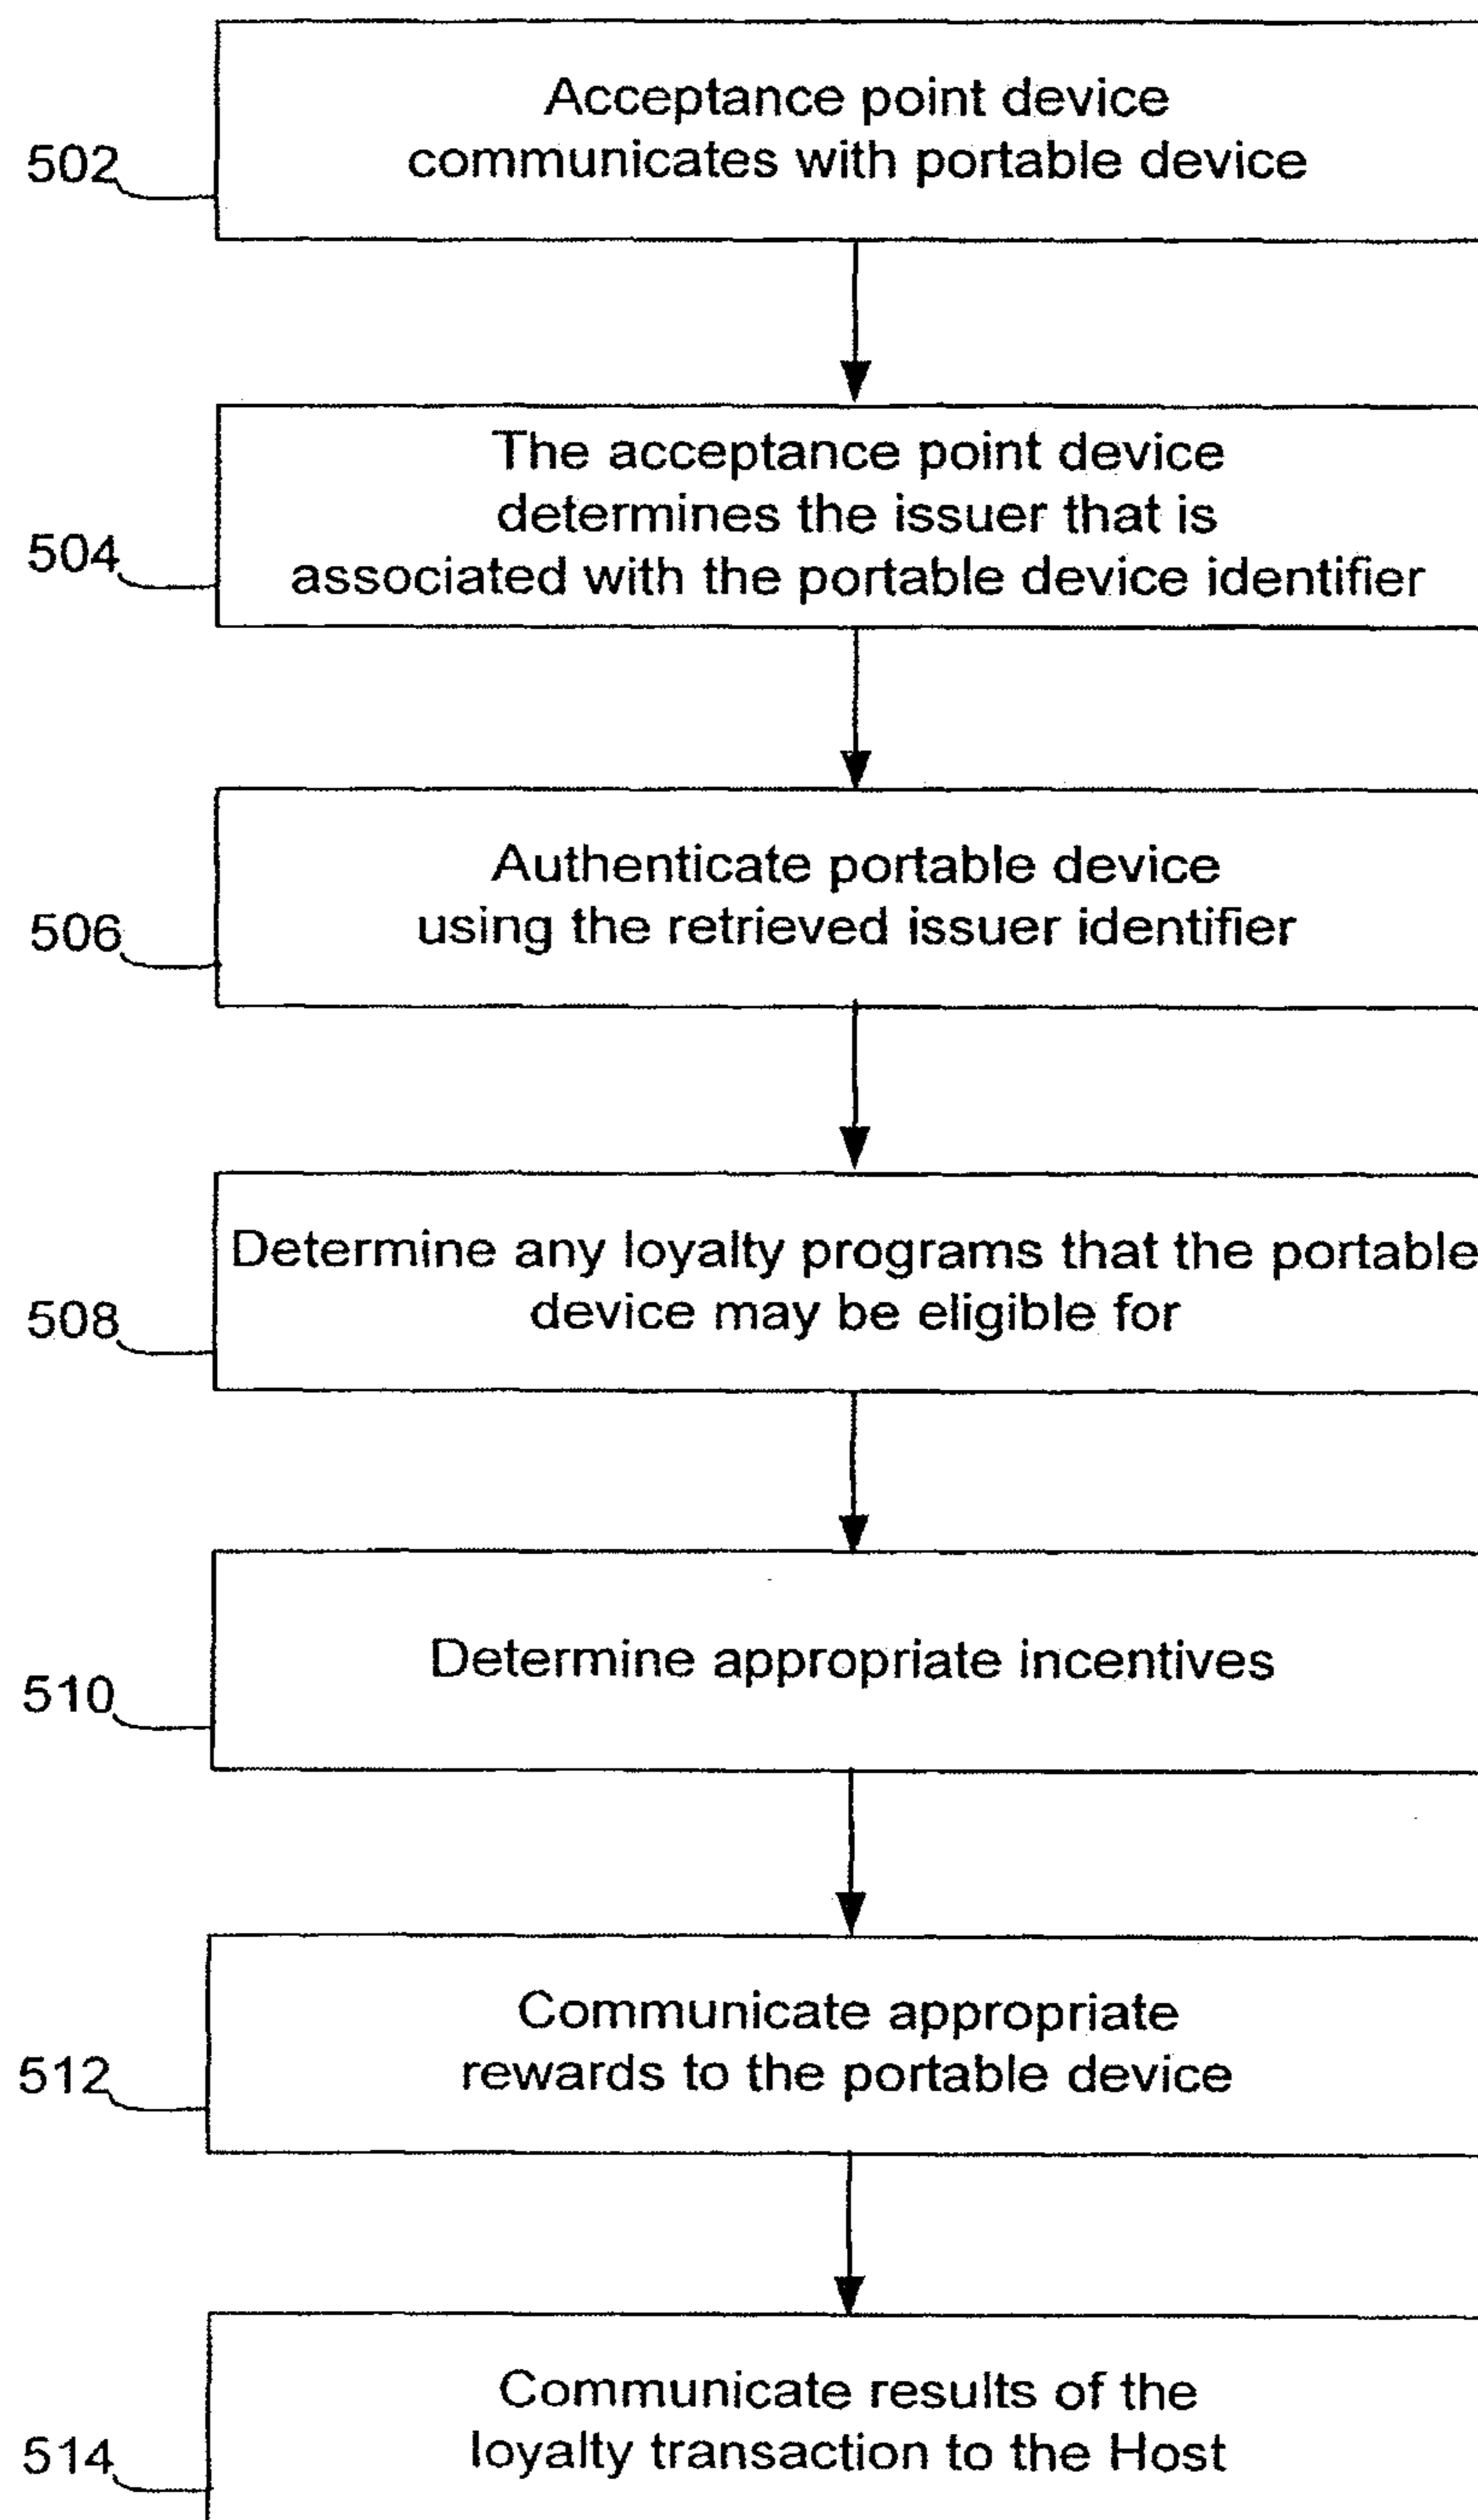 Acceptance point device
communicates with portable device
502
The acceptance point device
determines the issuer that is
associated with the portable device identifier
504
Authenticate portable device
using the retrieved issuer identifier
506
Determine any loyalty programs that the portable
device may be eligible for
508
Determine appropriate incentives
510
Communicate appropriate
rewards to the portable device
512
Communicate results of the
loyalty transaction to the Host
514